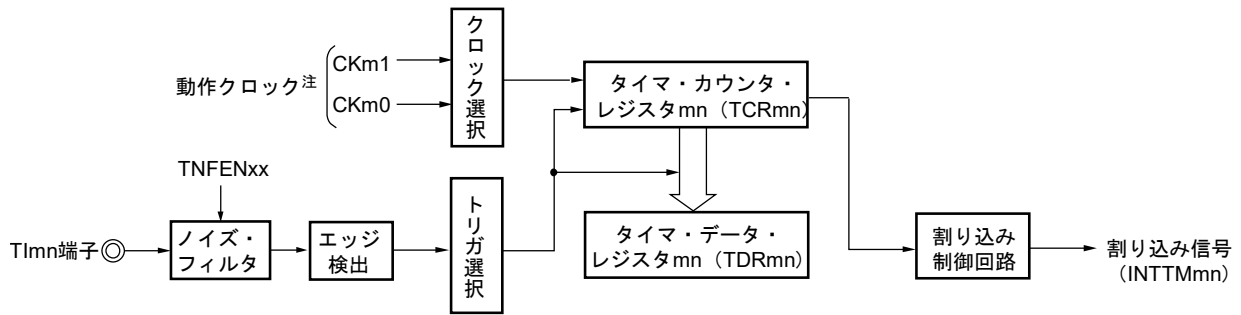 動作クロック注
CKm1
CKm0
クロック選択
タイマ・カウンタ・
レジスタmn（TCRmn）
TNFENxx
TImn端子
ノイズ・
フィルタ
エッジ
検出
トリガ選択
タイマ・データ・
レジスタmn（TDRmn）
割り込み
制御回路
割り込み信号
（INTTMmn）